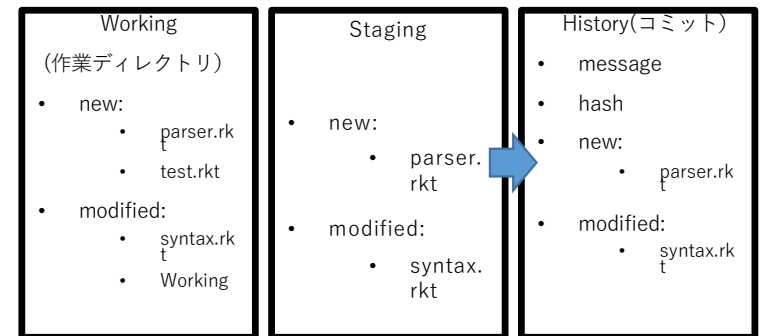 Working
(作業ディレクトリ)
• new:
• parser.rk
t
• test.rkt
• modified:
• syntax.rk
t
• Working
Staging
• new:
• parser.
rkt
• modified:
• syntax.
rkt
History(コミット)
• message
• hash
• new:
• parser.rk
t
• modified:
• syntax.rk
t